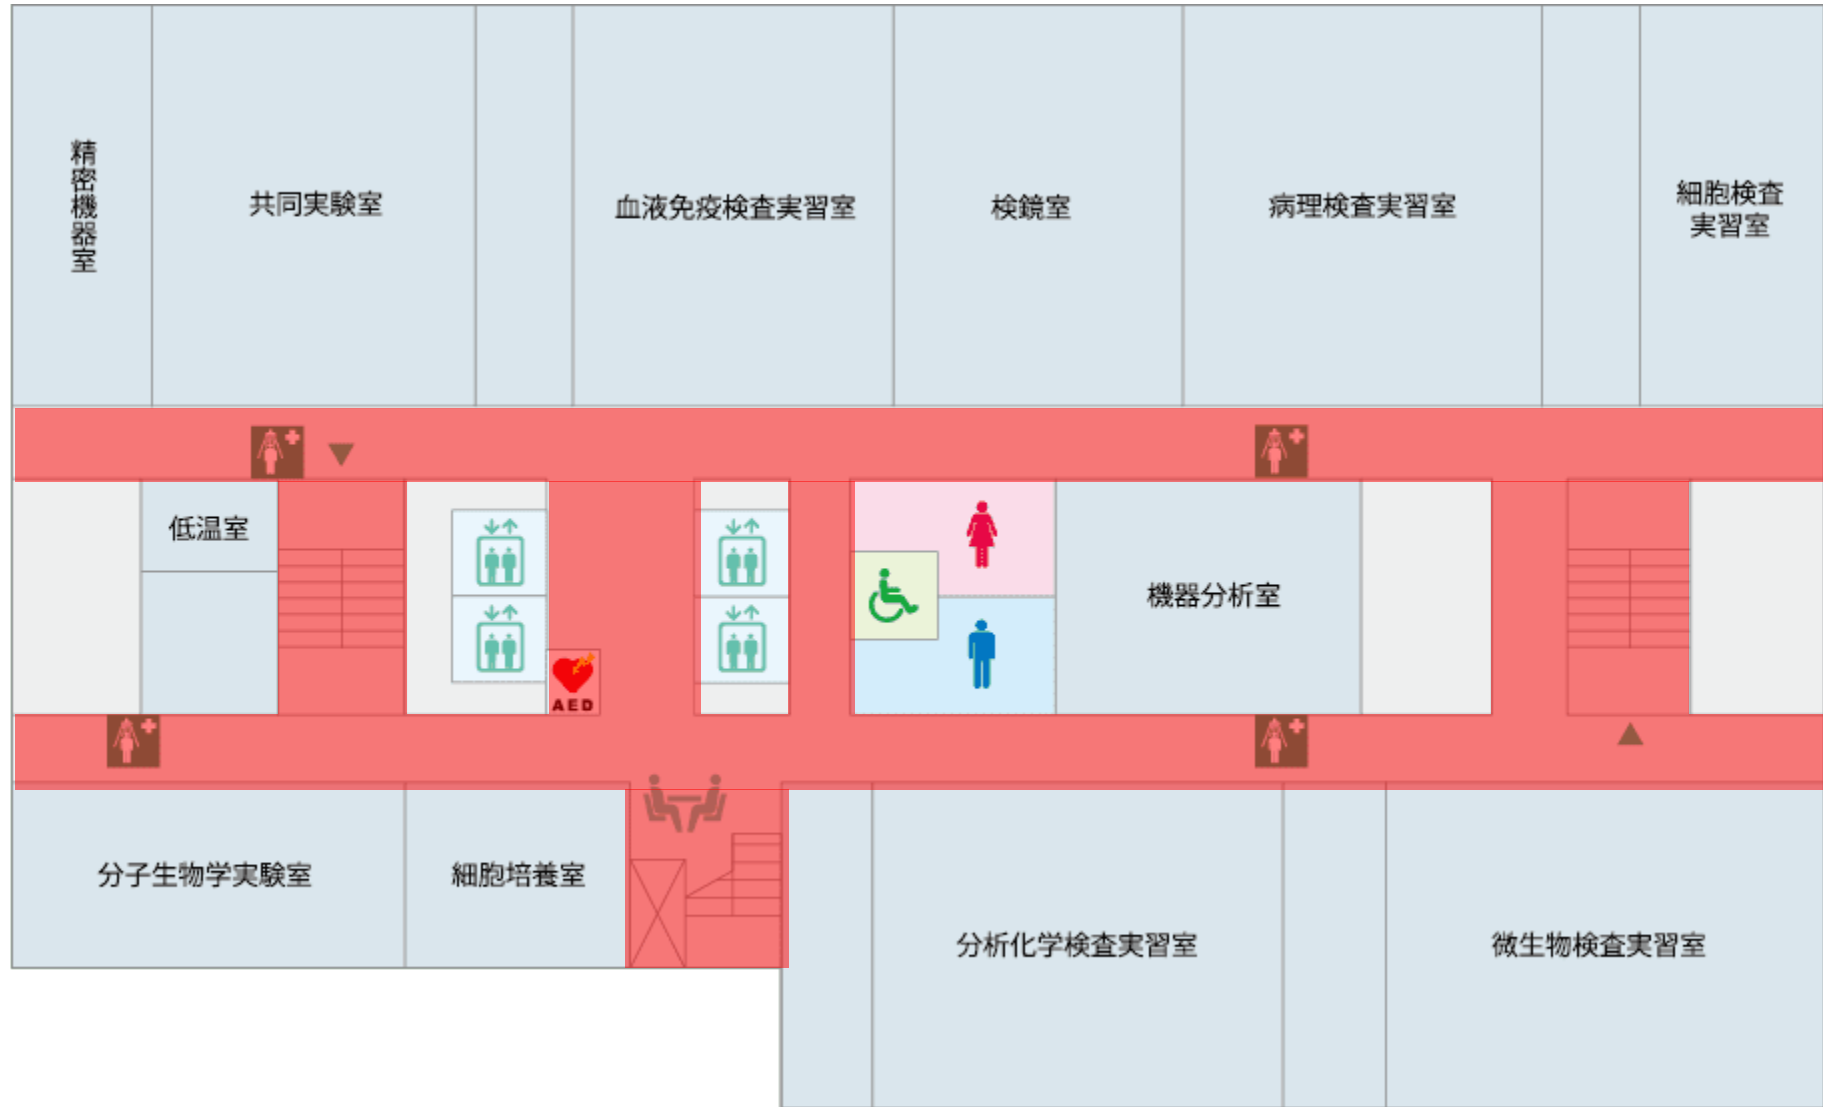 精密機器室
共同実験室
血液免疫検査実習室
検鏡室
病理検査実習室
細胞検査
実習室
低温室
機器分析室
AED
分子生物学実験室
細胞培養室
分析化学検査実習室
微生物検査実習室